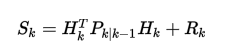 $S_k = H_k^T P_{k|k-1} H_k + R_k$